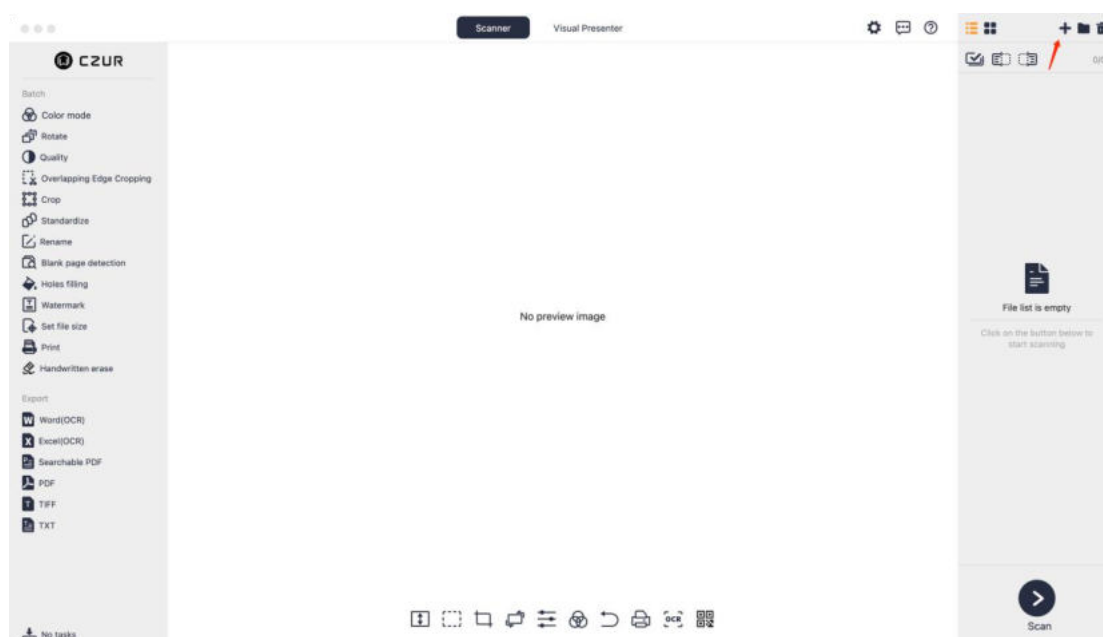 Scanner
Visual Presenter
CZUR
Batch
Color mode
Rotate
Quality
Overlapping Edge Cropping
Crop
Standardize
Rename
Blank page detection
Holes filling
Watermark
Set file size
Print
Handwritten erase
Export
Word(OCR)
Excel(OCR)
Searchable PDF
PDF
TIFF
TXT
No tasks
No preview image
OCR
File list is empty
Click on the button below to
start scanning
Scan